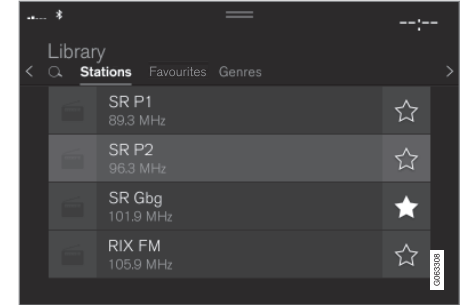 --:--
Library
Stations Favourites Genres
SR P1
89.3 MHz
SR P2
96.3 MHz
SR Gbg
101.9 MHz
RIX FM
105.9 MHz
G063308